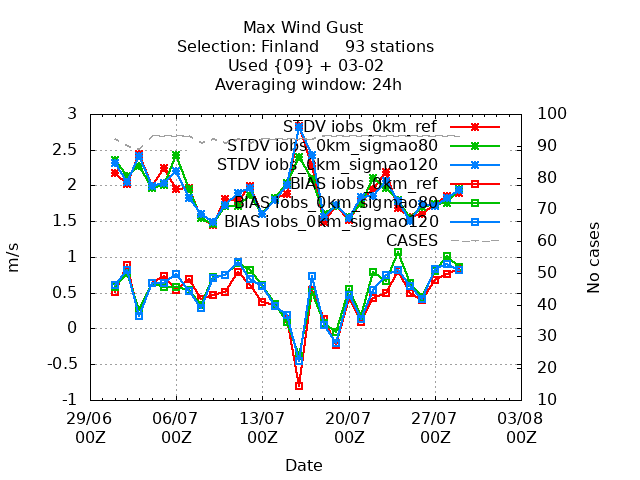 Max Wind Gust
Selection: Finland 93 stations
Used {09} + 03-02
Averaging window: 24h
3
2.5
2
1.5
1
0.5
0
-0.5
-1
100
90
80
70
60
50
40
30
20
10
STDV iobs_0km_ref
STDV iobs_0km_sigmao80
STDV iobs_0km_sigmao120
BIAS iobs_0km_ref
BIAS iobs_0km_sigmao80
BIAS iobs_0km_sigmao120
CASES
m/s
No cases
29/06 06/07 13/07 20/07 27/07 03/08
00Z 00Z 00Z 00Z 00Z 00Z
Date